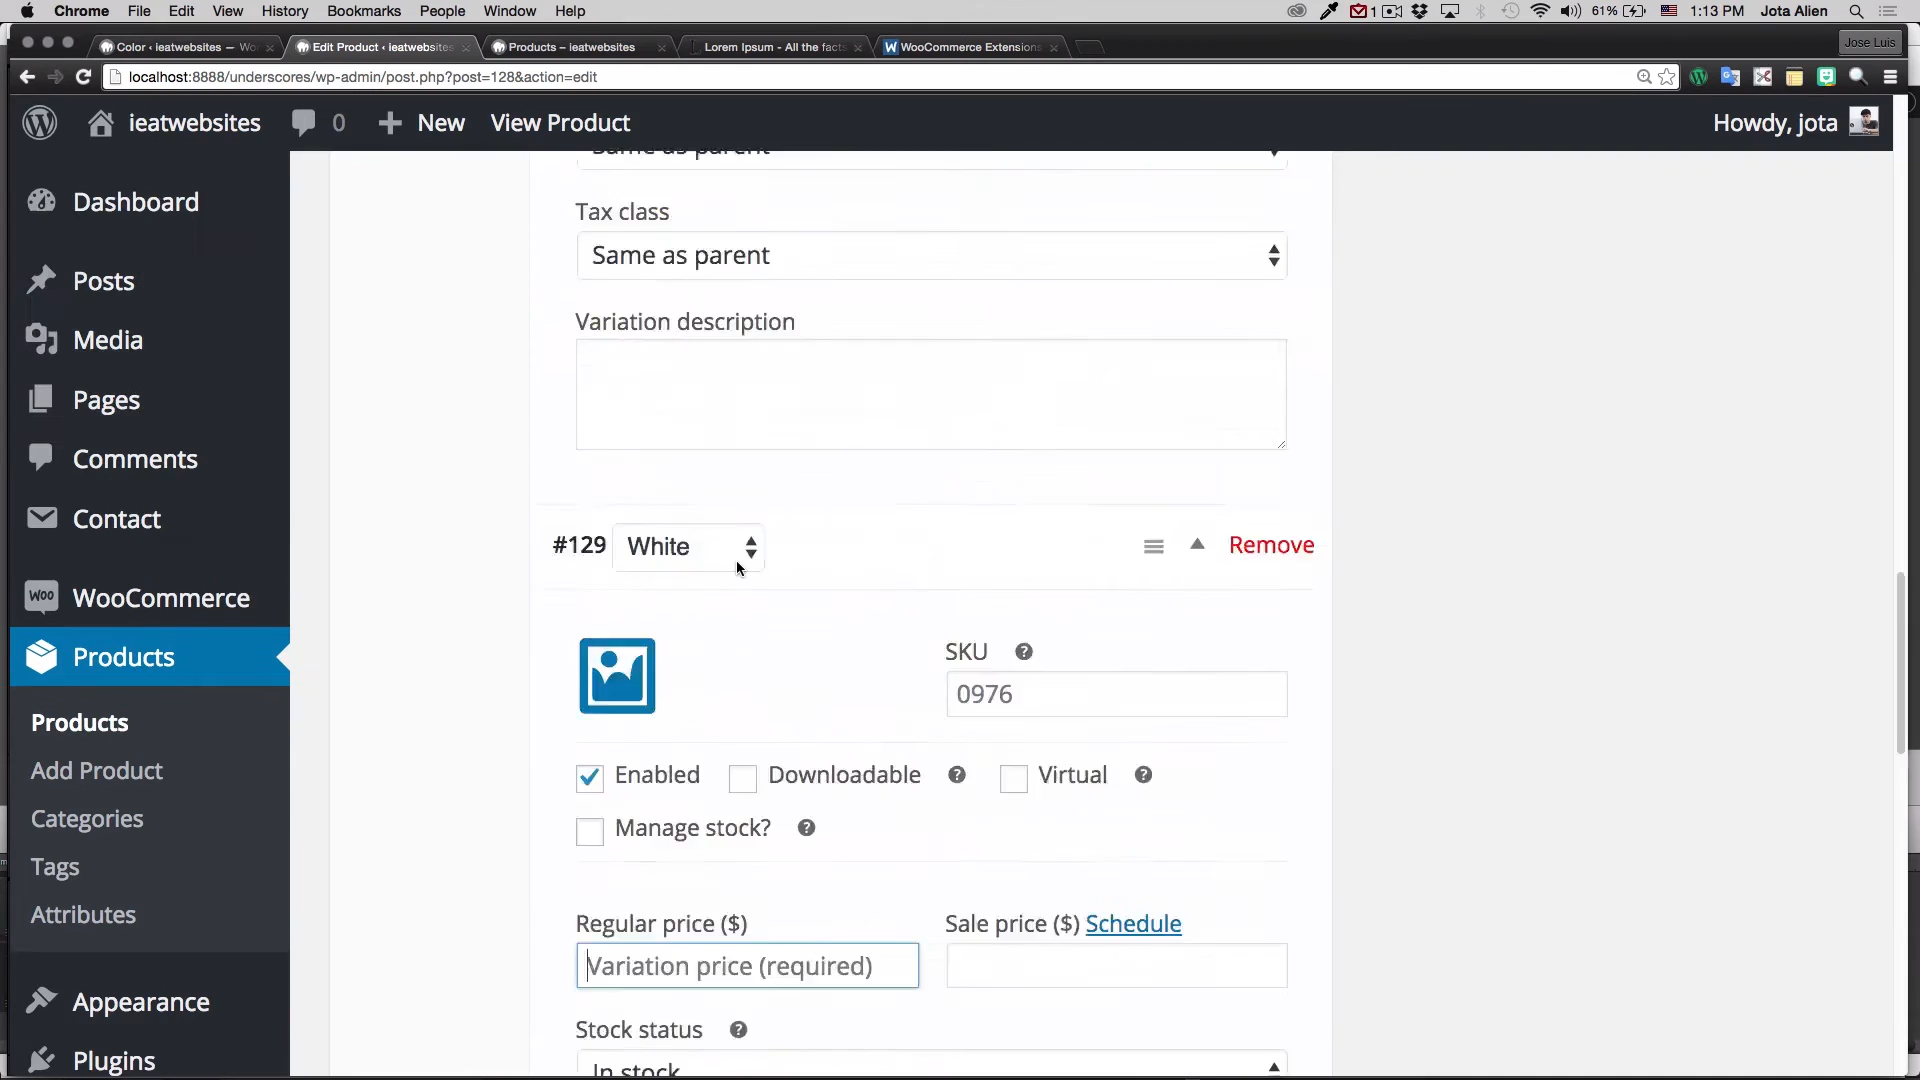 Chrome File Edit View History Bookmarks People Window Help
1 61% 1:13 PM Jota Alien
Color ‹ ieatwebsites — Wo
Edit Product ‹ ieatwebsites
Products – ieatwebsites
Lorem Ipsum - All the facts
WooCommerce Extensions
Jose Luis
localhost:8888/underscores/wp-admin/post.php?post=128&action=edit
ieatwebsites 0 New View Product
Howdy, jota
Dashboard
Posts
Media
Pages
Comments
Contact
WooCommerce
Products
Products
Add Product
Categories
Tags
Attributes
Appearance
Plugins
Same as parent
Tax class
Same as parent
Variation description
#129 White Remove
SKU
0976
Enabled Downloadable Virtual
Manage stock?
Regular price ($) Sale price ($) Schedule
Variation price (required)
Stock status
In stock